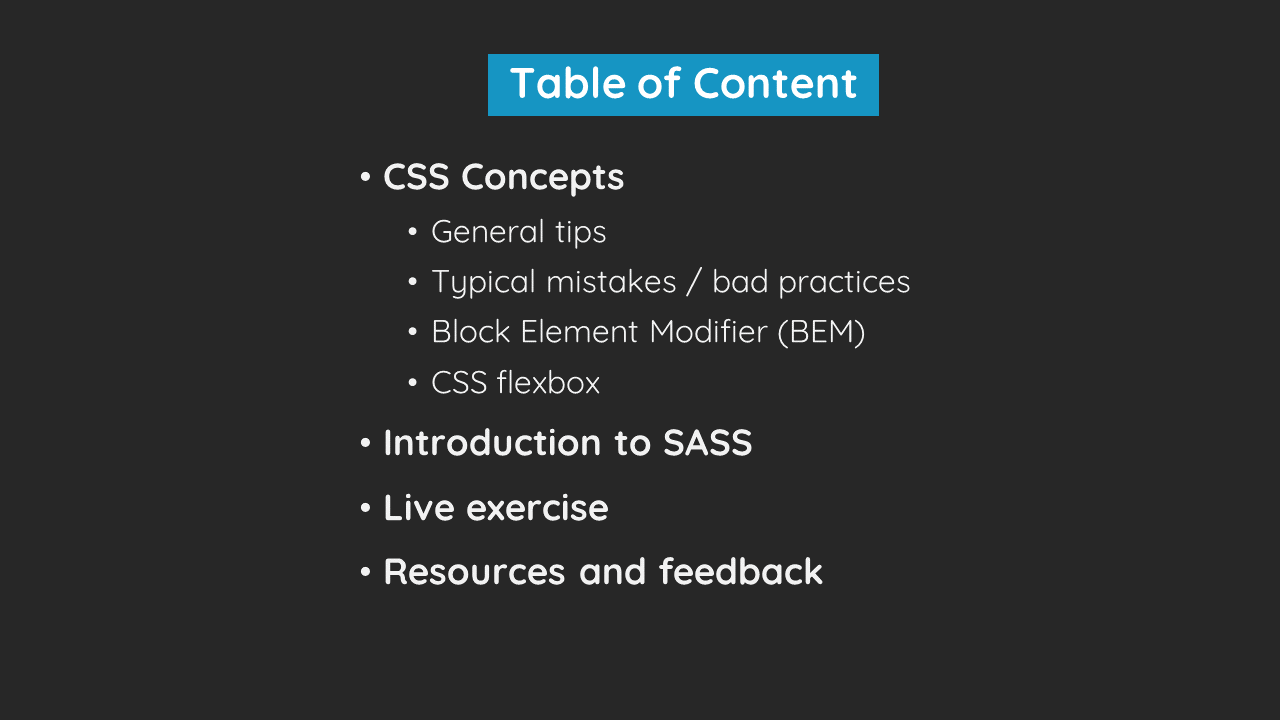 Table of Content
• CSS Concepts
• General tips
• Typical mistakes / bad practices
• Block Element Modifier (BEM)
• CSS flexbox
• Introduction to SASS
• Live exercise
• Resources and feedback